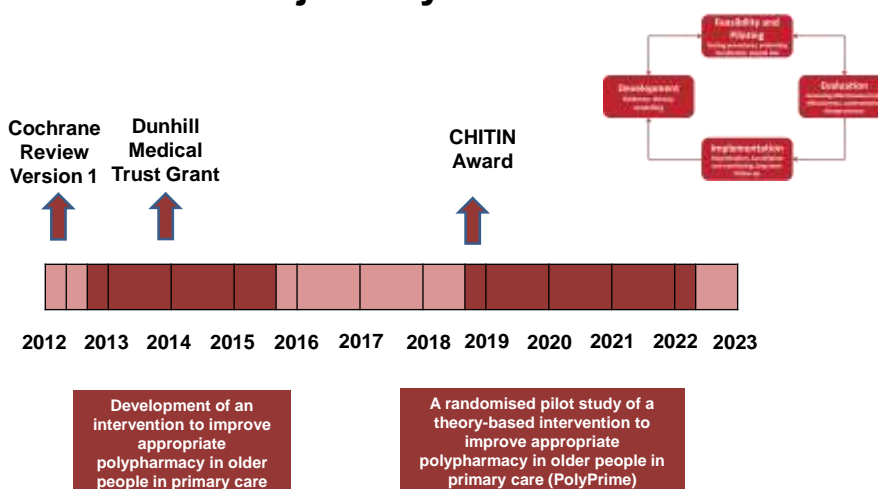 Feasibility and
Piloting
Development
Evaluation
Implementation
Cochrane
Review
Version 1
Dunhill
Medical
Trust Grant
CHITIN
Award
2012 2013 2014 2015 2016 2017 2018 2019 2020 2021 2022 2023
Development of an
intervention to improve
appropriate
polypharmacy in older
people in primary care
A randomised pilot study of a
theory-based intervention to
improve appropriate
polypharmacy in older people in
primary care (PolyPrime)